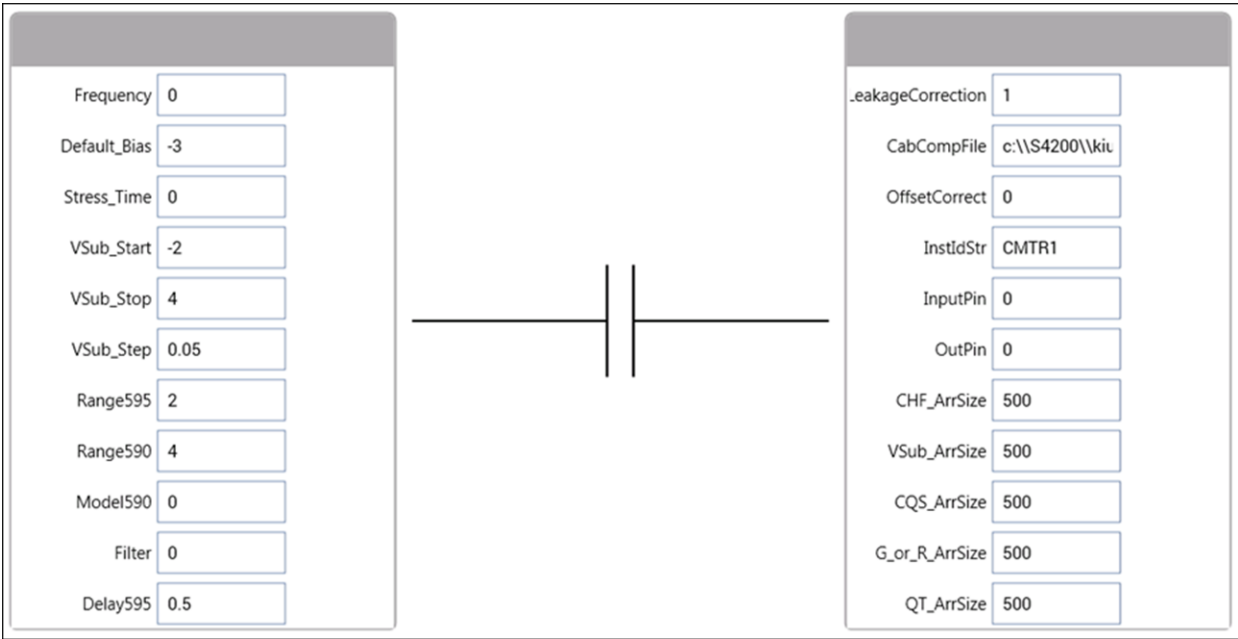 Frequency 0
Default_Bias -3
Stress_Time 0
VSub_Start -2
VSub_Stop 4
VSub_Step 0.05
Range595 2
Range590 4
Model590 0
Filter 0
Delay595 0.5
LeakageCorrection 1
CabCompFile c:\\S4200\\kiu
OffsetCorrect 0
InstIdStr CMTR1
InputPin 0
OutPin 0
CHF_ArrSize 500
VSub_ArrSize 500
CQS_ArrSize 500
G_or_R_ArrSize 500
QT_ArrSize 500